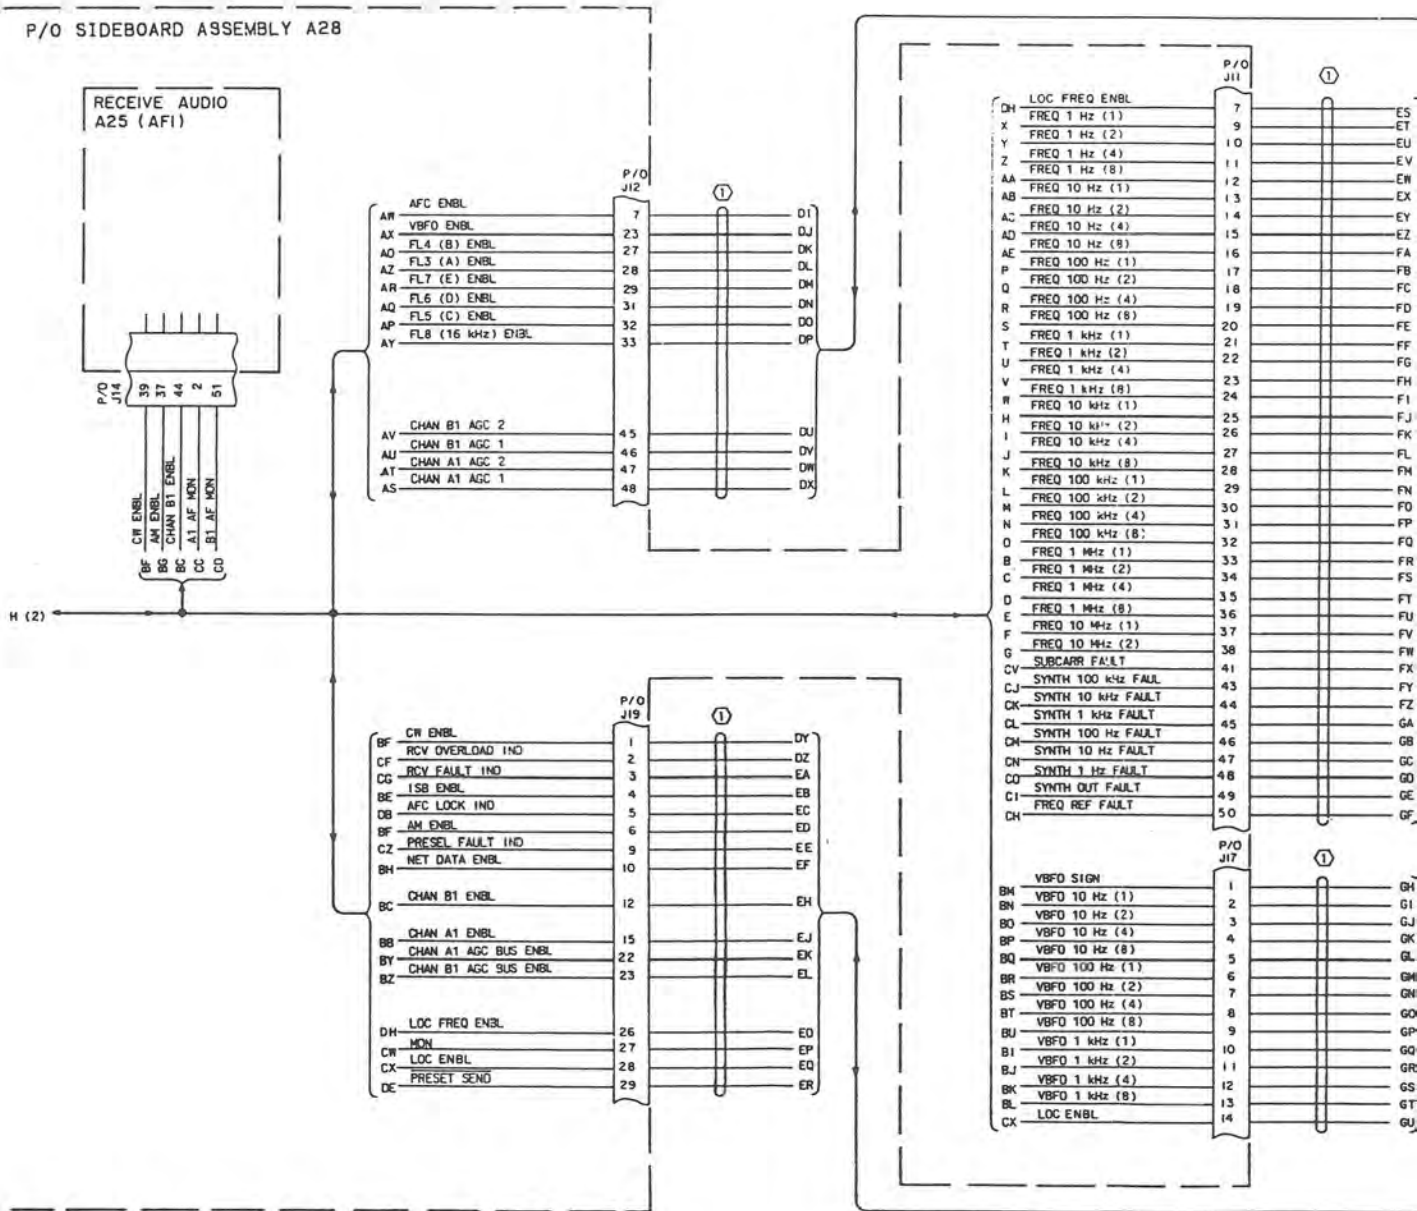 P/O SIDEBOARD ASSEMBLY A28
RECEIVE AUDIO
A25 (AF1)
P/O
J14
39
37
44
2
51
CW ENBL
AM ENBL
CHAN B1 ENBL
A1 AF MON
B1 AF MON
BF
BG
BC
CC
CD
H (2)
P/O
J12
1
AW AFC ENBL 7 DI
AX VBFO ENBL 23 DJ
AO FL4 (B) ENBL 27 DK
AZ FL3 (A) ENBL 28 DL
AR FL7 (E) ENBL 29 DM
AQ FL6 (D) ENBL 31 DN
AP FL5 (C) ENBL 32 DO
AY FL8 (16 kHz) ENBL 33 DP
AV CHAN B1 AGC 2 45 DU
AU CHAN B1 AGC 1 46 DV
AT CHAN A1 AGC 2 47 DW
AS CHAN A1 AGC 1 48 DX
P/O
J19
1
BF CW ENBL 1 DY
CF RCV OVERLOAD IND 2 DZ
CG RCV FAULT IND 3 EA
BE ISB ENBL 4 EB
DB AFC LOCK IND 5 EC
BF AM ENBL 6 ED
CZ PRESEL FAULT IND 9 EE
BH NET DATA ENBL 10 EF
BC CHAN B1 ENBL 12 EH
BB CHAN A1 ENBL 15 EJ
BY CHAN A1 AGC BUS ENBL 22 EK
BZ CHAN B1 AGC BUS ENBL 23 EL
DH LOC FREQ ENBL 26 EO
CW MON 27 EP
CX LOC ENBL 28 EQ
DE PRESET SEND 29 ER
P/O
J11
1
DH LOC FREQ ENBL 7 ES
X FREQ 1 Hz (1) 9 ET
Y FREQ 1 Hz (2) 10 EU
Z FREQ 1 Hz (4) 11 EV
AA FREQ 1 Hz (8) 12 EW
AB FREQ 10 Hz (1) 13 EX
AC FREQ 10 Hz (2) 14 EY
AD FREQ 10 Hz (4) 15 EZ
AE FREQ 10 Hz (8) 16 FA
P FREQ 100 Hz (1) 17 FB
Q FREQ 100 Hz (2) 18 FC
R FREQ 100 Hz (4) 19 FD
S FREQ 100 Hz (8) 20 FE
T FREQ 1 kHz (1) 21 FF
U FREQ 1 kHz (2) 22 FG
V FREQ 1 kHz (4) 23 FH
W FREQ 1 kHz (8) 24 FI
H FREQ 10 kHz (1) 25 FJ
I FREQ 10 kHz (2) 26 FK
J FREQ 10 kHz (4) 27 FL
K FREQ 10 kHz (8) 28 FM
L FREQ 100 kHz (1) 29 FN
M FREQ 100 kHz (2) 30 FO
N FREQ 100 kHz (4) 31 FP
O FREQ 100 kHz (8) 32 FQ
B FREQ 1 MHz (1) 33 FR
C FREQ 1 MHz (2) 34 FS
D FREQ 1 MHz (4) 35 FT
E FREQ 1 MHz (8) 36 FU
F FREQ 10 MHz (1) 37 FV
G FREQ 10 MHz (2) 38 FW
CV SUBCARR FAULT 41 FX
CJ SYNTH 100 kHz FAUL 43 FY
CK SYNTH 10 kHz FAULT 44 FZ
CL SYNTH 1 kHz FAULT 45 GA
CM SYNTH 100 Hz FAULT 46 GB
CN SYNTH 10 Hz FAULT 47 GC
CO SYNTH 1 Hz FAULT 48 GD
CI SYNTH OUT FAULT 49 GE
CH FREQ REF FAULT 50 GF
P/O
J17
1
BM VBFO SIGN 1 GH
BN VBFO 10 Hz (1) 2 GI
BO VBFO 10 Hz (2) 3 GJ
BP VBFO 10 Hz (4) 4 GK
BQ VBFO 10 Hz (8) 5 GL
BR VBFO 100 Hz (1) 6 GM
BS VBFO 100 Hz (2) 7 GN
BT VBFO 100 Hz (4) 8 GO
BU VBFO 100 Hz (8) 9 GP
BI VBFO 1 kHz (1) 10 GQ
BJ VBFO 1 kHz (2) 11 GR
BK VBFO 1 kHz (4) 12 GS
BL VBFO 1 kHz (8) 13 GT
CX LOC ENBL 14 GU